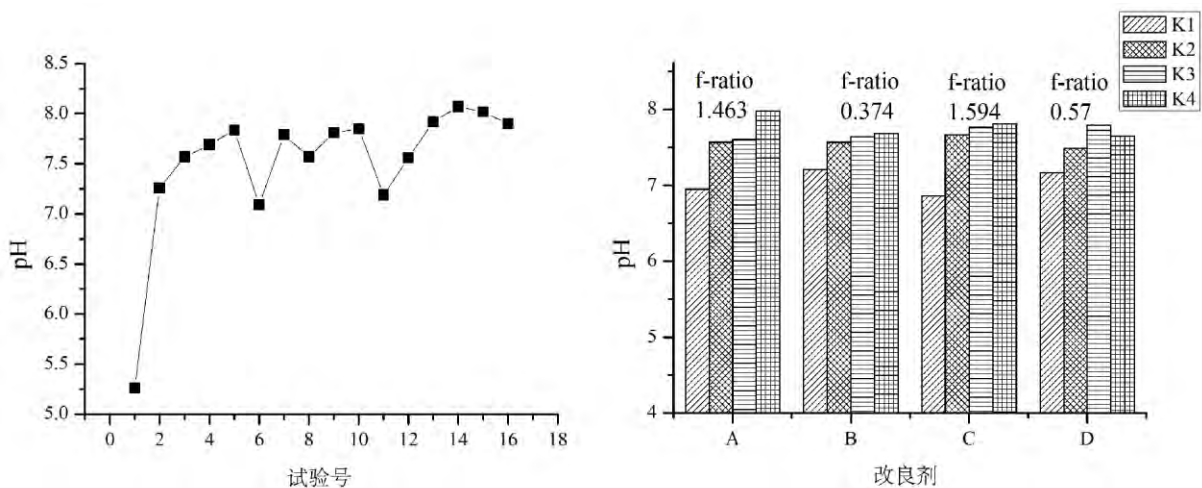 8.5
8.0
7.5
7.0
6.5
6.0
5.5
5.0
pH
0 2 4 6 8 10 12 14 16 18
试验号
K1
K2
K3
K4
f-ratio f-ratio f-ratio f-ratio
1.463 0.374 1.594 0.57
8
7
6
5
4
pH
A B C D
改良剂